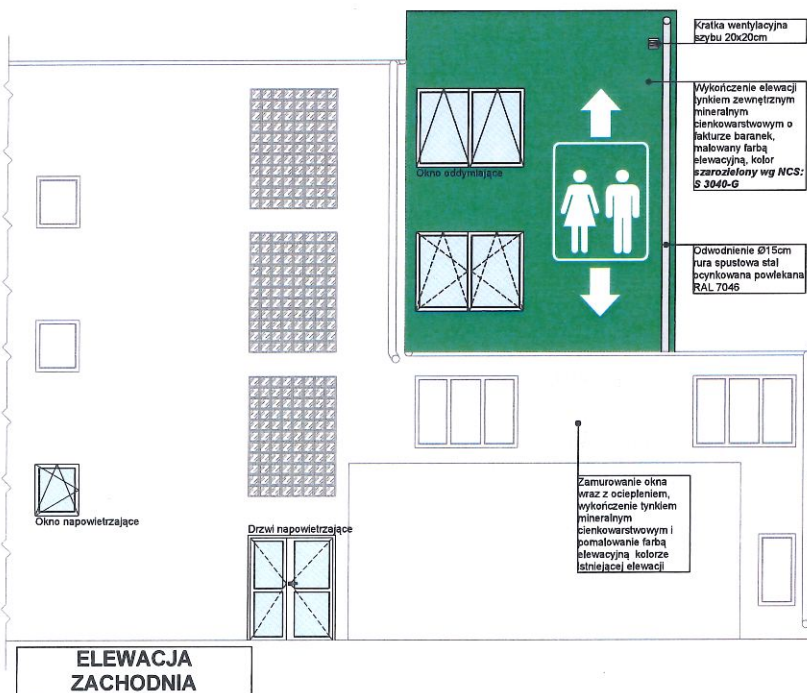 Kratka wentylacyjna
szybu 20x20cm
Wykończenie elewacji
tynkiem zewnętrznym
mineralnym
cienkowarstwowym o
fakturze baranek,
malowany farbą
elewacyjną, kolor
szarozielony wg NCS:
S 3040-G
Okno oddymiające
Odwodnienie Ø15cm
rura spustowa stal
ocynkowana powlekana
RAL 7046
Zamurowanie okna
wraz z ociepleniem,
wykończenie tynkiem
mineralnym
cienkowarstwowym i
pomalowanie farbą
elewacyjną kolorze
istniejącej elewacji
Okno napowietrzające
Drzwi napowietrzające
ELEWACJA
ZACHODNIA